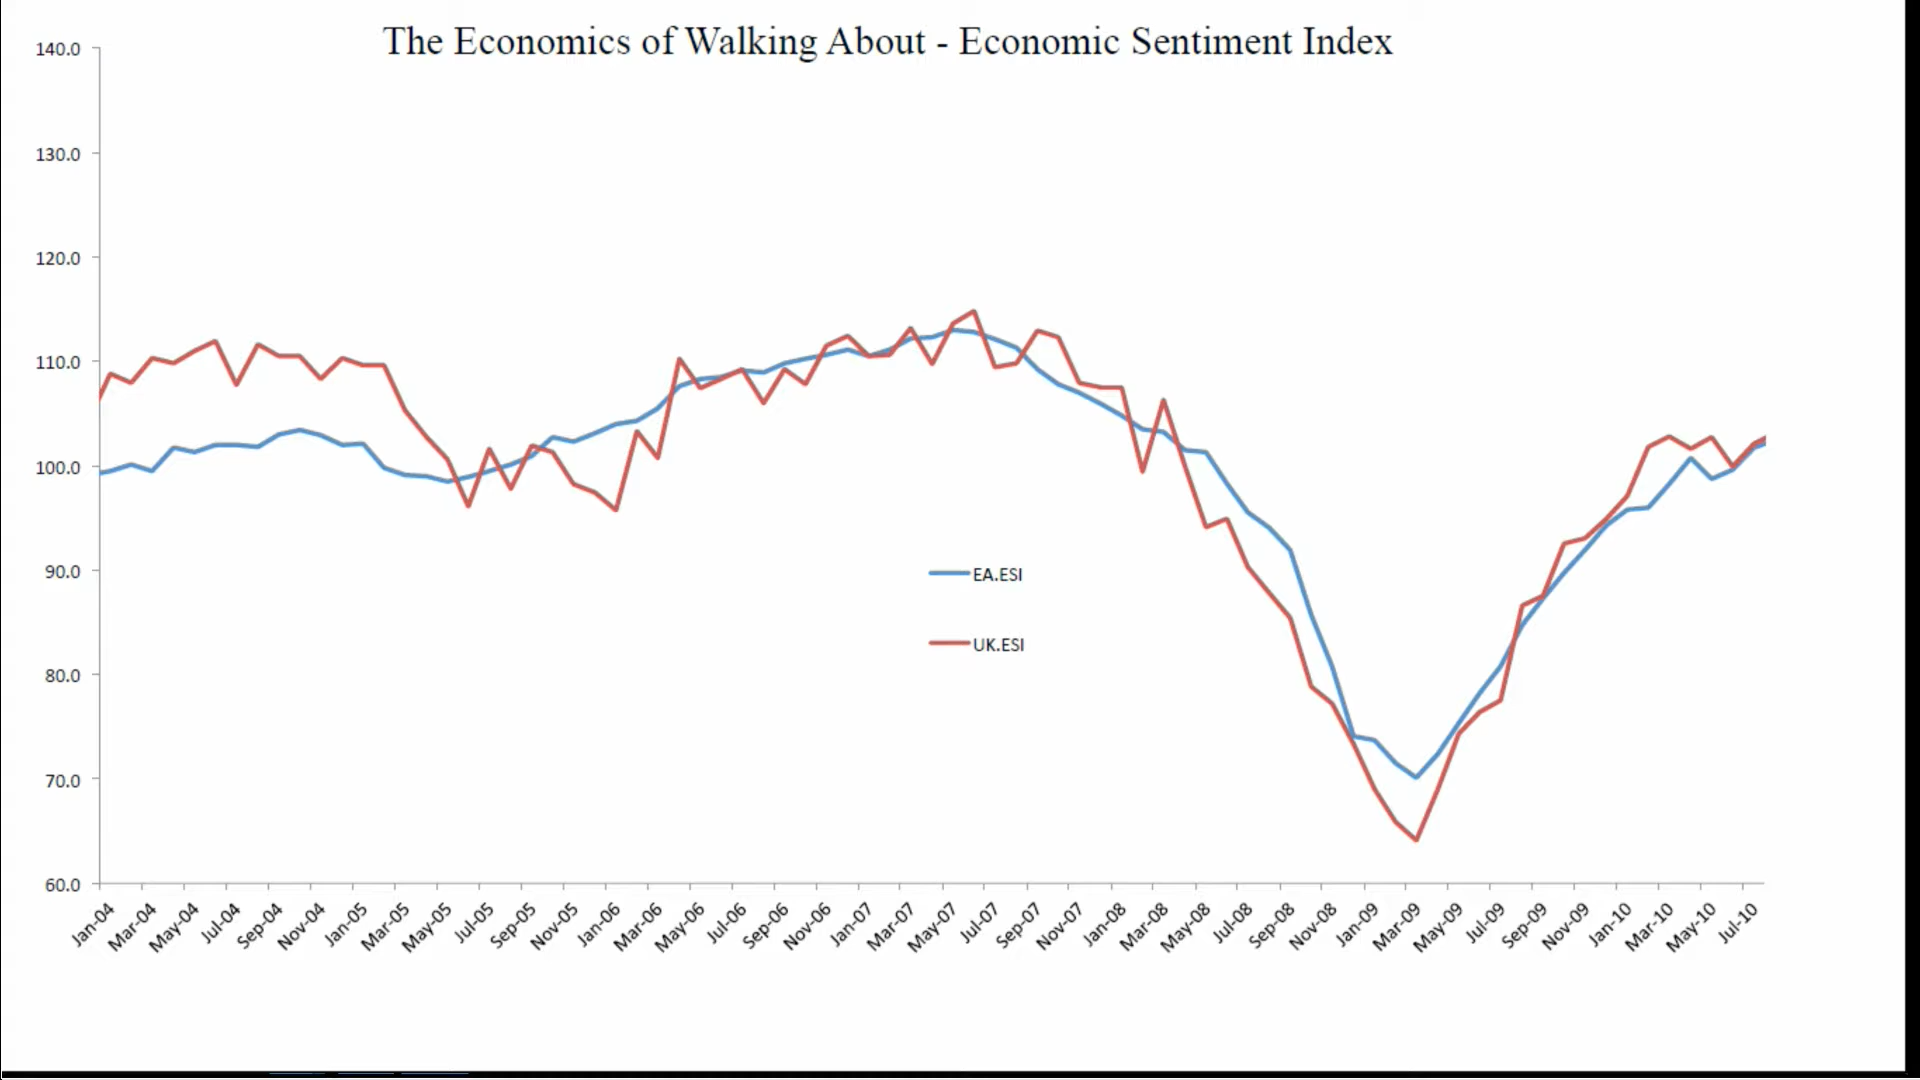 The Economics of Walking About - Economic Sentiment Index
140.0
130.0
120.0
110.0
100.0
90.0
80.0
70.0
60.0
EA.ESI
UK.ESI
Jan-04
Mar-04
May-04
Jul-04
Sep-04
Nov-04
Jan-05
Mar-05
May-05
Jul-05
Sep-05
Nov-05
Jan-06
Mar-06
May-06
Jul-06
Sep-06
Nov-06
Jan-07
Mar-07
May-07
Jul-07
Sep-07
Nov-07
Jan-08
Mar-08
May-08
Jul-08
Sep-08
Nov-08
Jan-09
Mar-09
May-09
Jul-09
Sep-09
Nov-09
Jan-10
Mar-10
May-10
Jul-10